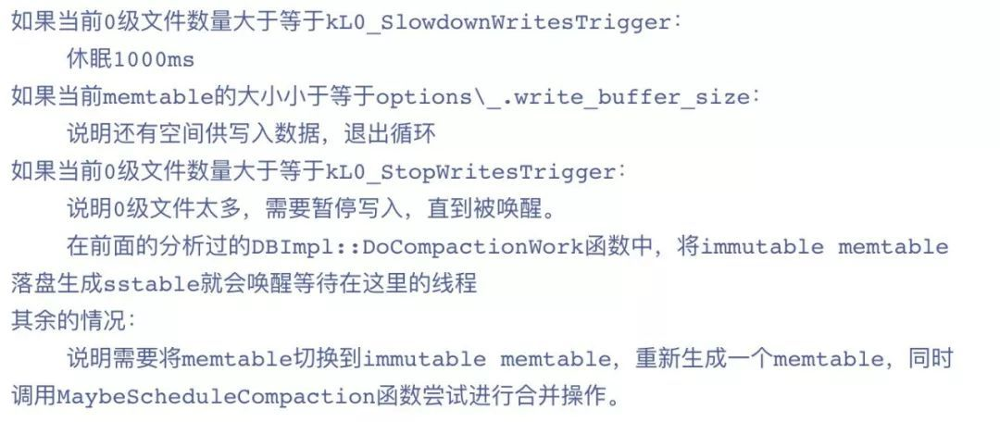 如果当前0级文件数量大于等于kL0_SlowdownWritesTrigger：
休眠1000ms
如果当前memtable的大小小于等于options\_.write_buffer_size：
说明还有空间供写入数据，退出循环
如果当前0级文件数量大于等于kL0_StopWritesTrigger：
说明0级文件太多，需要暂停写入，直到被唤醒。
在前面的分析过的DBImpl::DoCompactionWork函数中，将immutable memtable
落盘生成sstable就会唤醒等待在这里的线程
其余的情况：
说明需要将memtable切换到immutable memtable，重新生成一个memtable，同时
调用MaybeScheduleCompaction函数尝试进行合并操作。